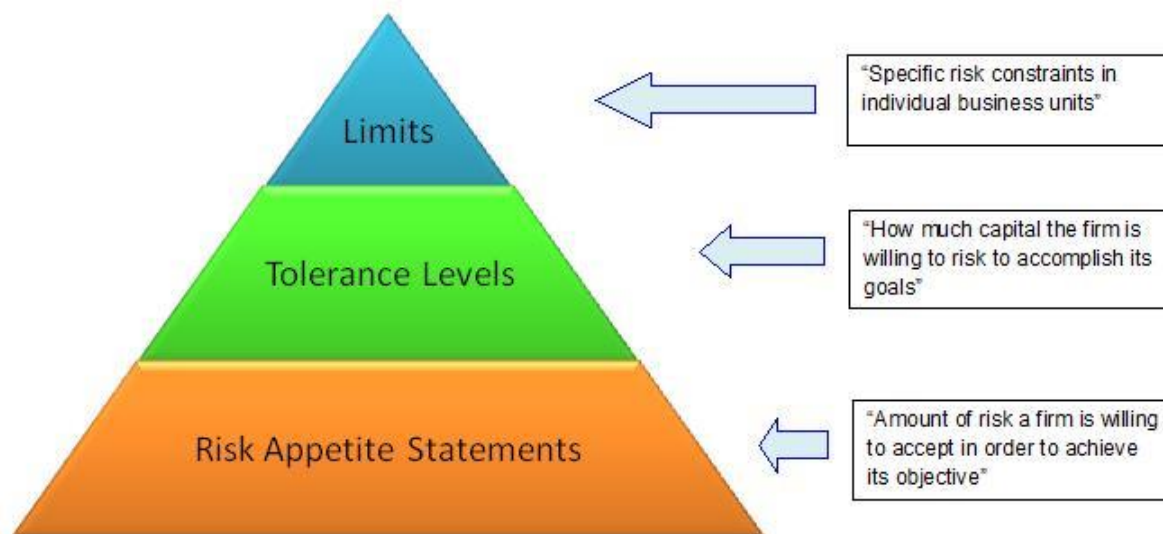 Limits
“Specific risk constraints in
individual business units”
Tolerance Levels
“How much capital the firm is
willing to risk to accomplish its
goals”
Risk Appetite Statements
“Amount of risk a firm is willing
to accept in order to achieve
its objective”